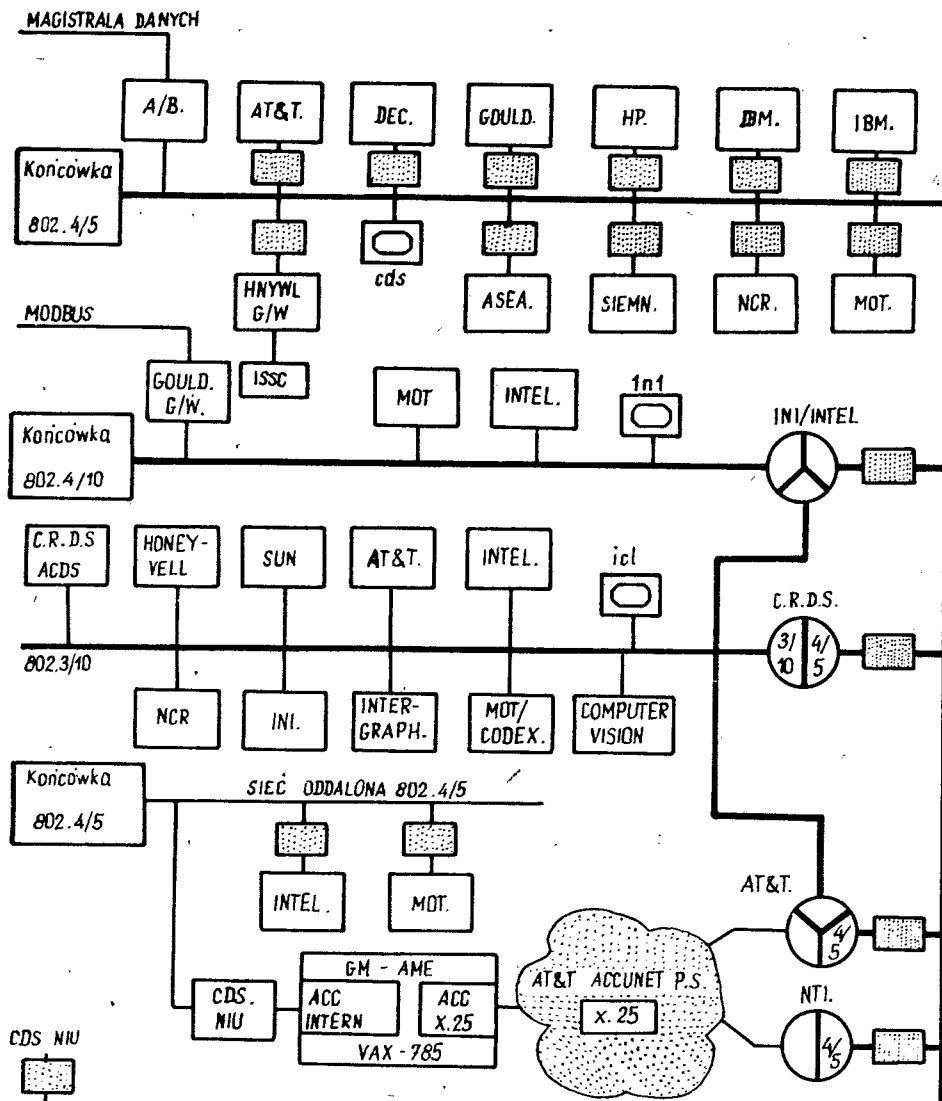 MAGISTRALA DANYCH
A/B.
AT&T.
DEC.
GOULD.
HP.
IBM.
IBM.
Końcówka
802.4/5
cds
HNYWL
G/W
ASEA.
SIEMN.
NCR.
MOT.
MODBUS
ISSC
GOULD.
G/W.
MOT
INTEL.
1n1
INI/INTEL
Końcówka
802.4/10
C.R.D.S
ACDS
HONEY-
VELL
SUN
AT&T.
INTEL.
icl
C.R.D.S.
3/
10
4/
5
802.3/10
NCR
INI.
INTER-
GRAPH.
MOT/
CODEX.
COMPUTER
VISION
Końcówka
802.4/5
SIEĆ ODDALONA 802.4/5
INTEL.
MOT.
AT&T.
4/
5
CDS.
NIU
GM - AME
ACC
INTERN
ACC
X.25
VAX - 785
AT&T ACCUNET P.S.
X.25
NTI.
4/
5
CDS NIU